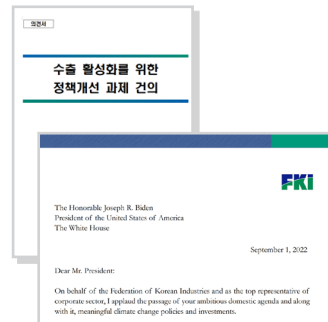 의견서
수출 활성화를 위한
정책개선 과제 건의
FKI
The Honorable Joseph R. Biden
President of the United States of America
The White House
September 1, 2022
Dear Mr. President:
On behalf of the Federation of Korean Industries and as the top representative of
corporate sector, I applaud the passage of your ambitious domestic agenda and along
with it, meaningful climate change policies and investments.